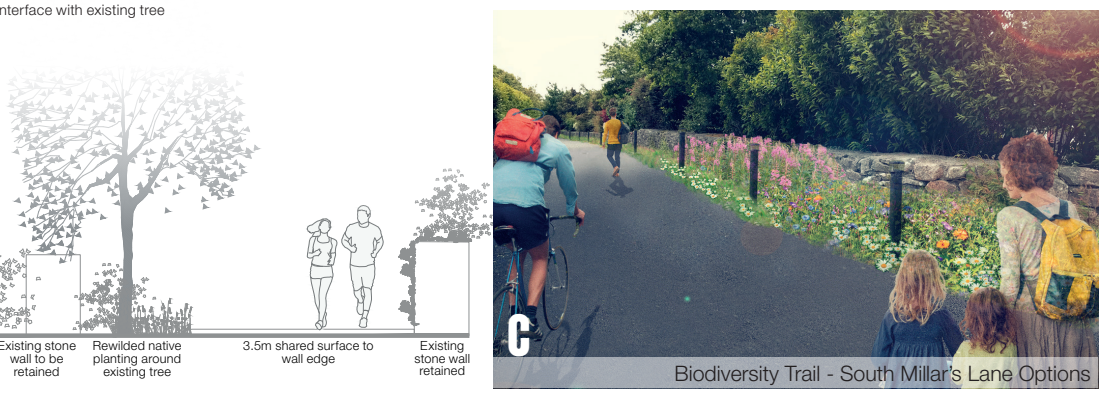 nterface with existing tree
Existing stone
wall to be
retained
Rewilded native
planting around
existing tree
3.5m shared surface to
wall edge
Existing
stone wall
retained
C
Biodiversity Trail - South Millar's Lane Options